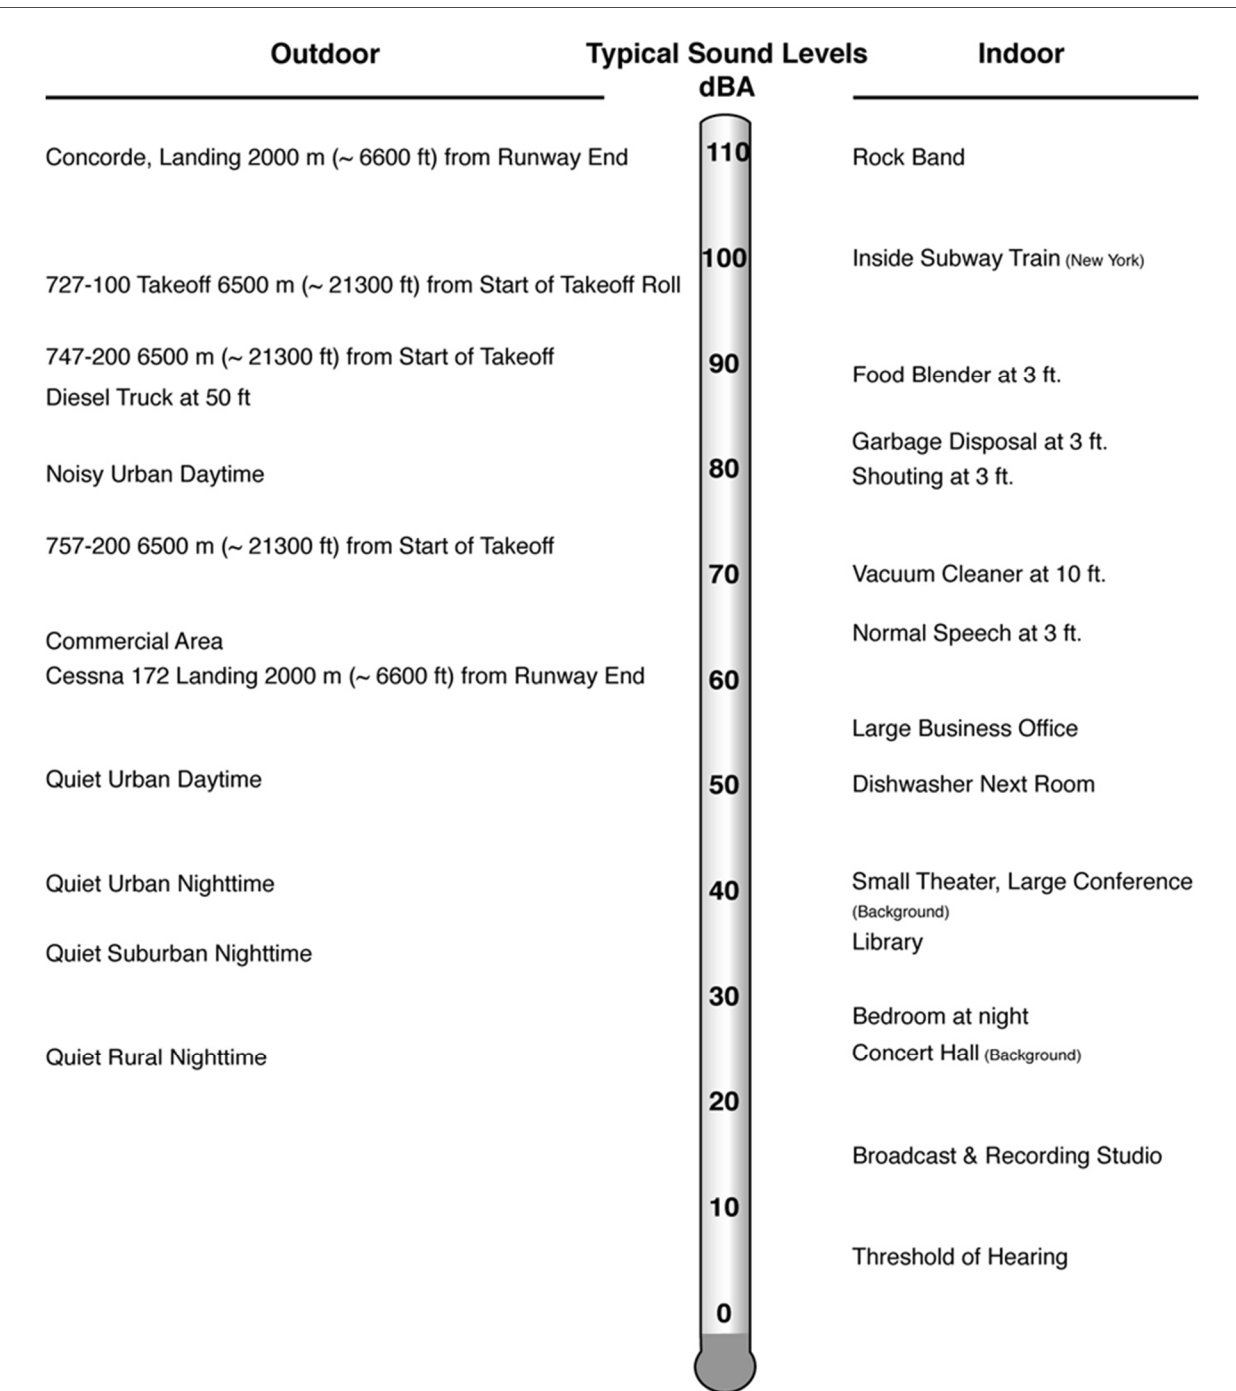 Outdoor
Typical Sound Levels
dBA
Indoor
Concorde, Landing 2000 m (~ 6600 ft) from Runway End
110
Rock Band
100
Inside Subway Train (New York)
727-100 Takeoff 6500 m (~ 21300 ft) from Start of Takeoff Roll
747-200 6500 m (~ 21300 ft) from Start of Takeoff
90
Food Blender at 3 ft.
Diesel Truck at 50 ft
Garbage Disposal at 3 ft.
Noisy Urban Daytime
80
Shouting at 3 ft.
757-200 6500 m (~ 21300 ft) from Start of Takeoff
70
Vacuum Cleaner at 10 ft.
Commercial Area
Normal Speech at 3 ft.
Cessna 172 Landing 2000 m (~ 6600 ft) from Runway End
60
Large Business Office
Quiet Urban Daytime
50
Dishwasher Next Room
Quiet Urban Nighttime
40
Small Theater, Large Conference
(Background)
Library
Quiet Suburban Nighttime
30
Bedroom at night
Quiet Rural Nighttime
Concert Hall (Background)
20
Broadcast & Recording Studio
10
Threshold of Hearing
0